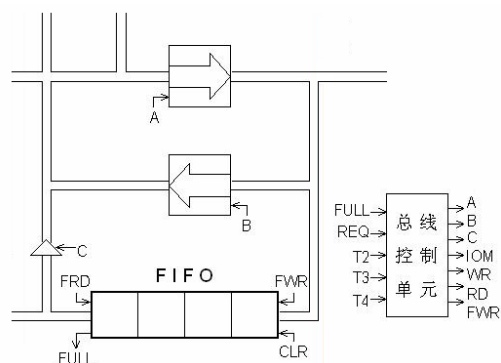 A
B
C
FIFO
FRD
FWR
FULL
CLR
FULL
REQ
T2
T3
T4
总线
控制
单元
A
B
C
IOM
WR
RD
FWR